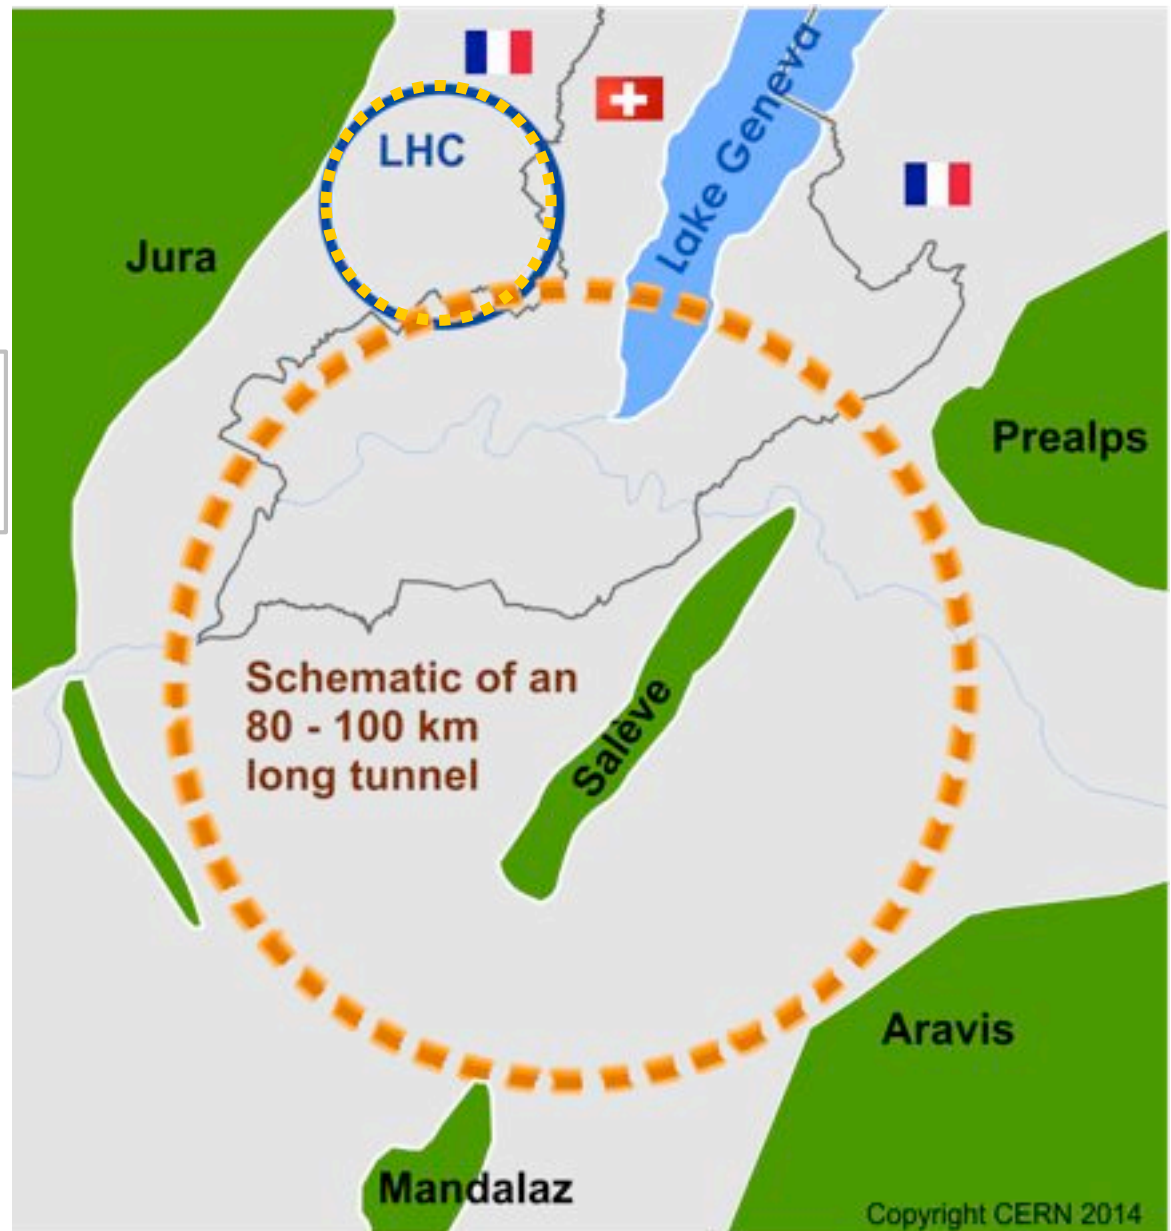 LHC
Lake Geneva
Jura
Prealps
Schematic of an
80 - 100 km
long tunnel
Salève
Aravis
Mandalaz
Copyright CERN 2014